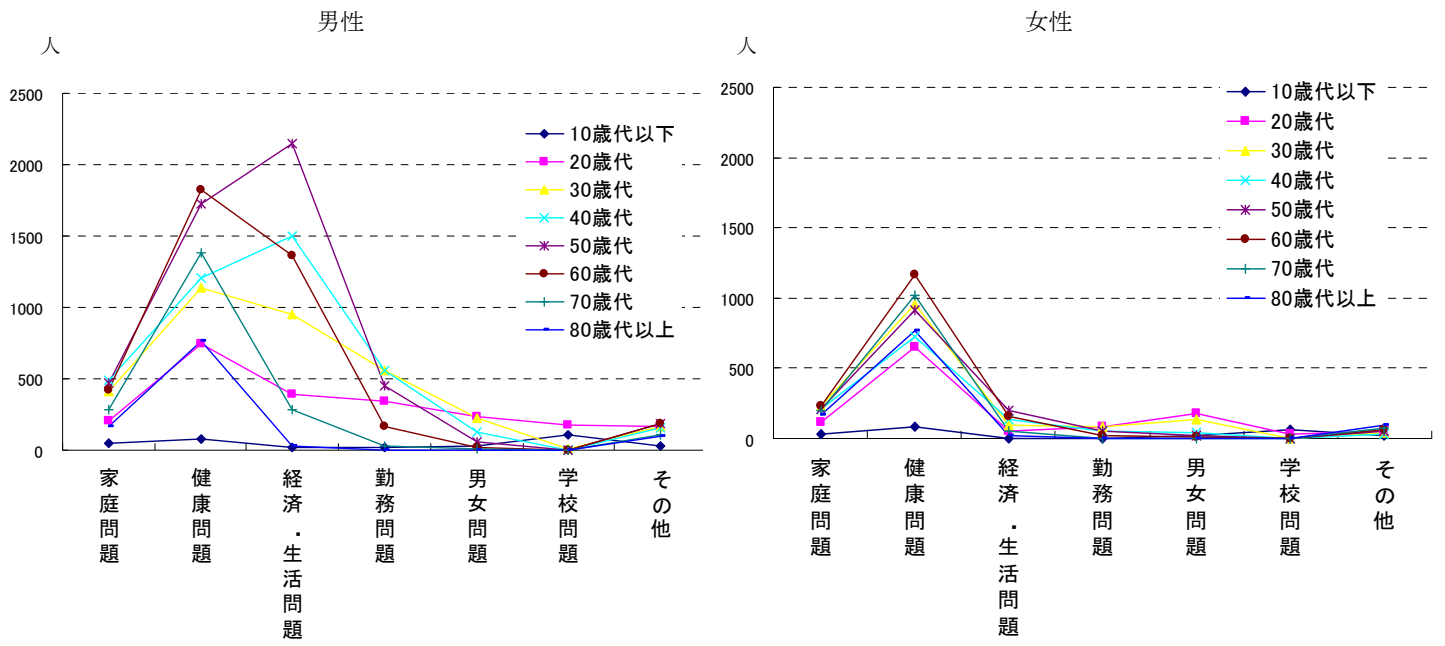 男性
人
2500
2000
1500
1000
500
0
10歳代以下
20歳代
30歳代
40歳代
50歳代
60歳代
70歳代
80歳代以上
家庭問題
健康問題
経済・生活問題
勤務問題
男女問題
学校問題
その他
女性
人
2500
2000
1500
1000
500
0
10歳代以下
20歳代
30歳代
40歳代
50歳代
60歳代
70歳代
80歳代以上
家庭問題
健康問題
経済・生活問題
勤務問題
男女問題
学校問題
その他